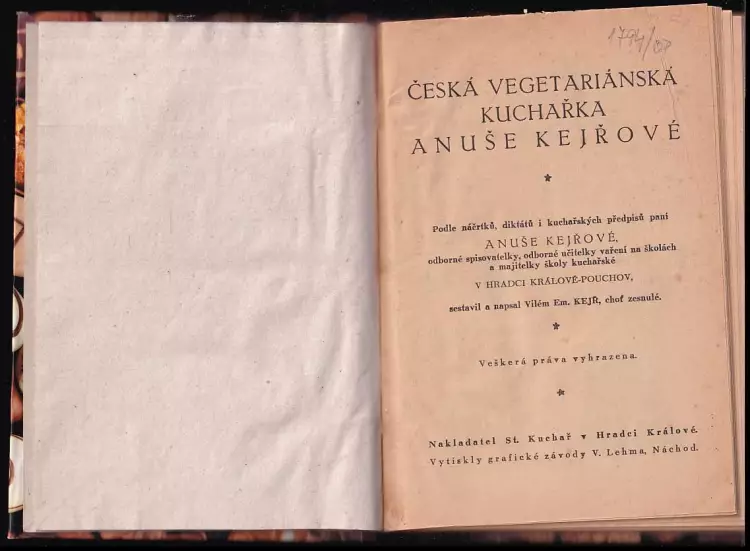 1794/08
ČESKÁ VEGETARIÁNSKÁ
KUCHAŘKA
ANUŠE KEJŘOVÉ
*
Podle náčrtků, diktátů i kuchařských předpisů paní
ANUŠE KEJŘOVÉ,
odborné spisovatelky, odborné učitelky vaření na školách
a majitelky školy kuchařské
V HRADCI KRÁLOVÉ-POUCHOV,
sestavil a napsal Vilém Em. KEJŘ, choť zesnulé.
*
Veškerá práva vyhrazena.
*
Nakladatel St. Kuchař v Hradci Králové.
Vytiskly grafické závody V. Lehma, Náchod.